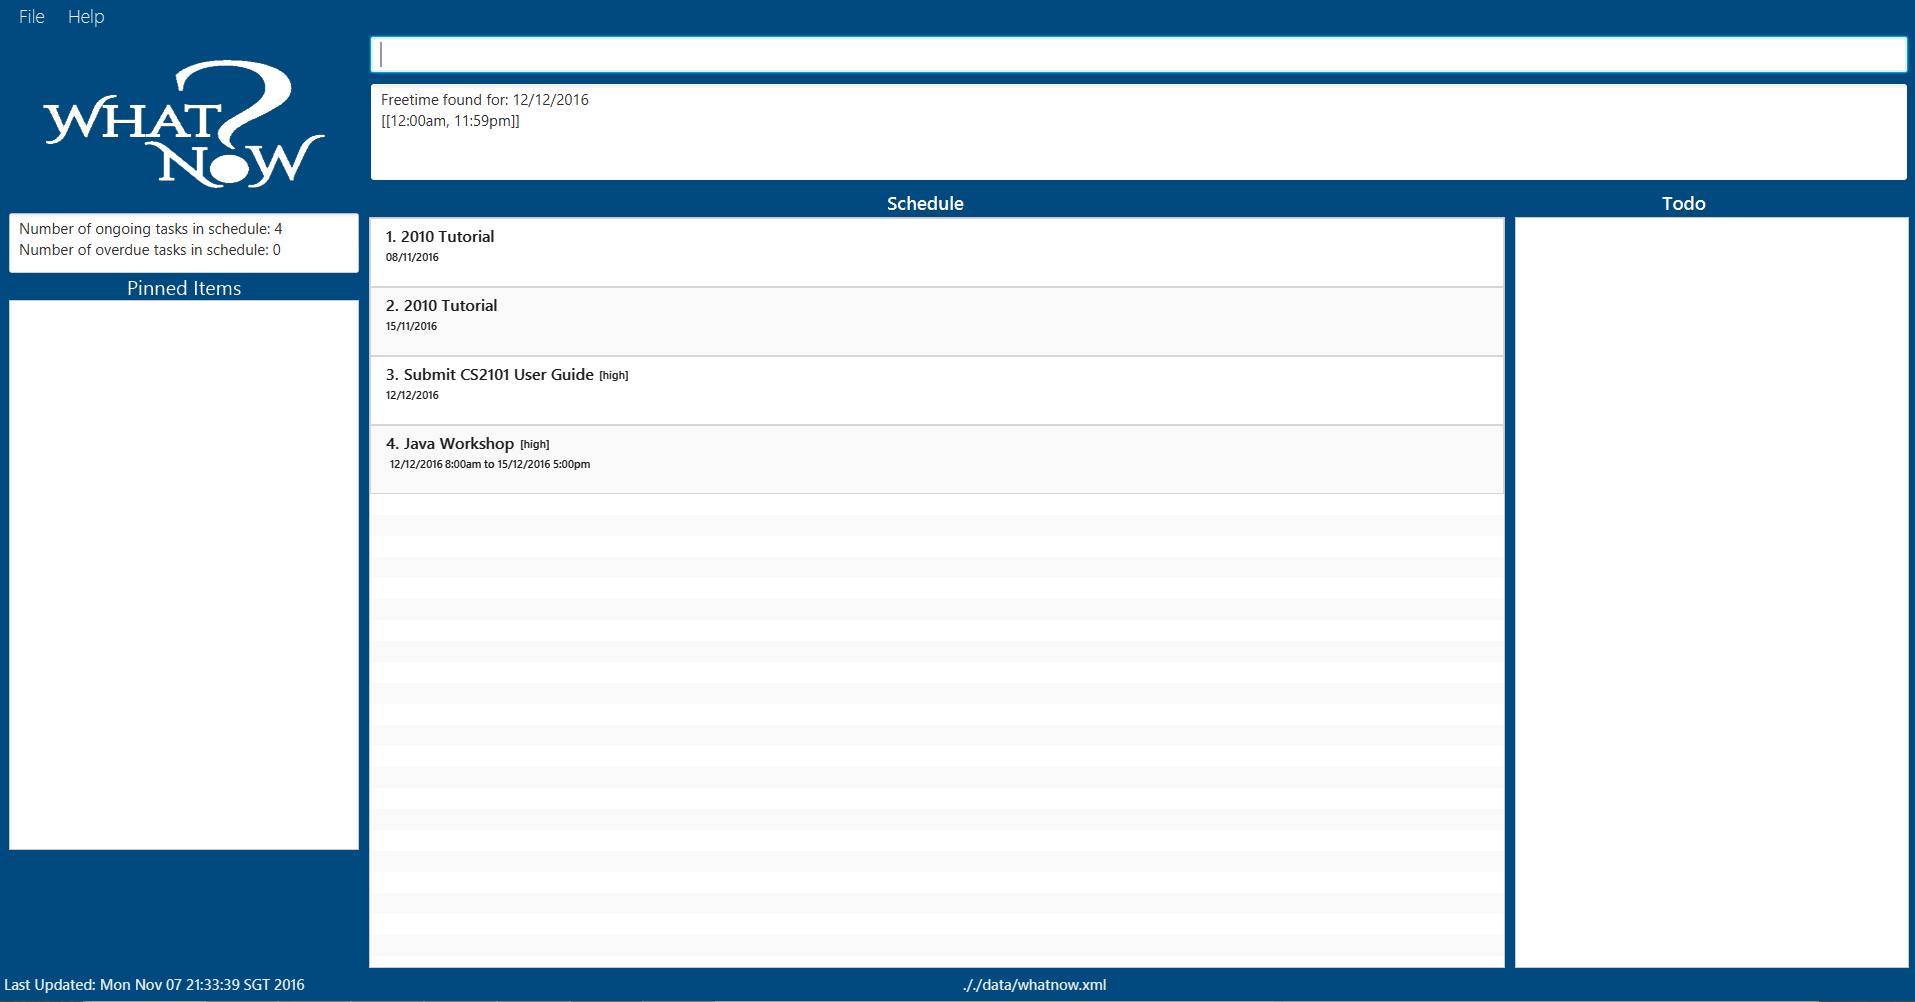 File Help
WHAT?
NOW
Freetime found for: 12/12/2016
[[12:00am, 11:59pm]]
Number of ongoing tasks in schedule: 4
Number of overdue tasks in schedule: 0
Pinned Items
Schedule
1. 2010 Tutorial
08/11/2016
2. 2010 Tutorial
15/11/2016
3. Submit CS2101 User Guide [high]
12/12/2016
4. Java Workshop [high]
12/12/2016 8:00am to 15/12/2016 5:00pm
Todo
Last Updated: Mon Nov 07 21:33:39 SGT 2016
././data/whatnow.xml